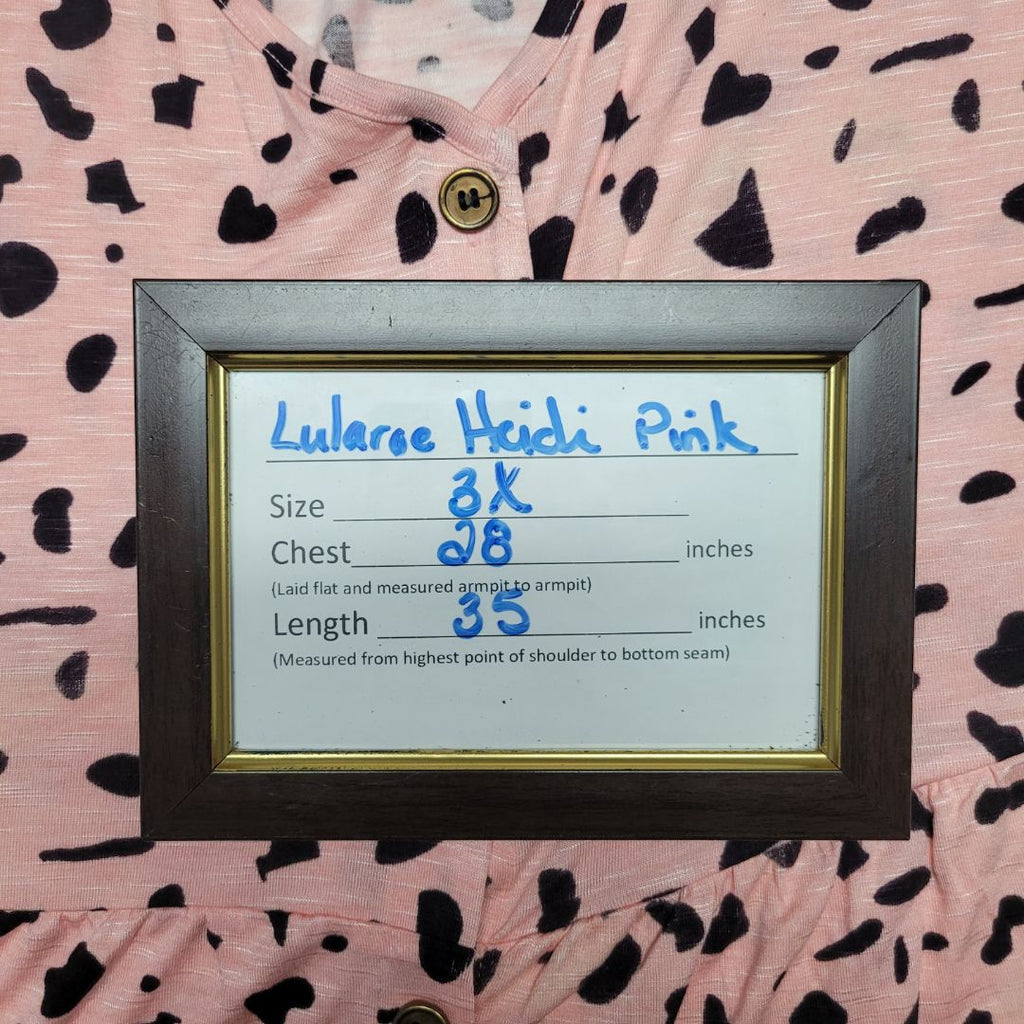 Lularoe Heidi Pink
Size 3X
Chest 28 inches
(Laid flat and measured armpit to armpit)
Length 35 inches
(Measured from highest point of shoulder to bottom seam)